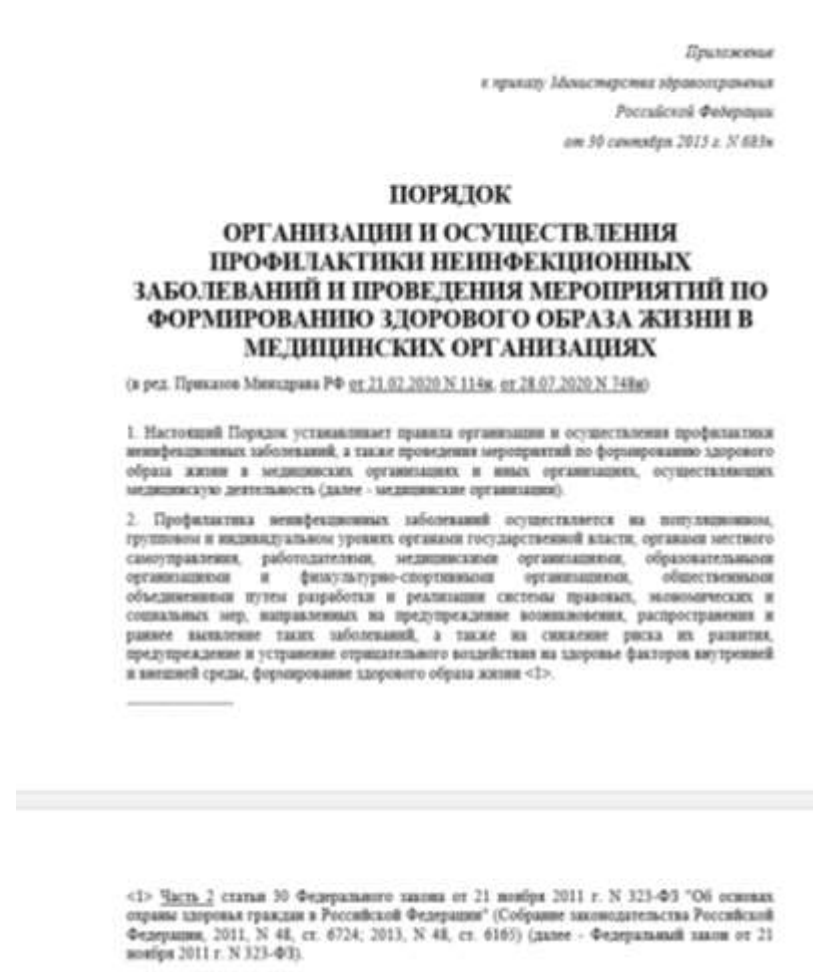 Приложение
к приказу Министерства здравоохранения
Российской Федерации
от 30 сентября 2015 г. N 683н
ПОРЯДОК
ОРГАНИЗАЦИИ И ОСУЩЕСТВЛЕНИЯ
ПРОФИЛАКТИКИ НЕИНФЕКЦИОННЫХ
ЗАБОЛЕВАНИЙ И ПРОВЕДЕНИЯ МЕРОПРИЯТИЙ ПО
ФОРМИРОВАНИЮ ЗДОРОВОГО ОБРАЗА ЖИЗНИ В
МЕДИЦИНСКИХ ОРГАНИЗАЦИЯХ
(в ред. Приказов Минздрава РФ от 21.02.2020 N 114н, от 28.07.2020 N 748н)
1. Настоящий Порядок устанавливает правила организации и осуществления профилактики
неинфекционных заболеваний, а также проведения мероприятий по формированию здорового
образа жизни в медицинских организациях и иных организациях, осуществляющих
медицинскую деятельность (далее - медицинские организации).
2. Профилактика неинфекционных заболеваний осуществляется на популяционном,
групповом и индивидуальном уровнях органами государственной власти, органами местного
самоуправления, работодателями, медицинскими организациями, образовательными
организациями и физкультурно-спортивными организациями, общественными
объединениями путем разработки и реализации системы правовых, экономических и
социальных мер, направленных на предупреждение возникновения, распространения и
раннее выявление таких заболеваний, а также на снижение риска их развития,
предупреждение и устранение отрицательного воздействия на здоровье факторов внутренней
и внешней среды, формирование здорового образа жизни <1>.
<1> Часть 2 статьи 30 Федерального закона от 21 ноября 2011 г. N 323-ФЗ "Об основах
охраны здоровья граждан в Российской Федерации" (Собрание законодательства Российской
Федерации, 2011, N 48, ст. 6724; 2013, N 48, ст. 6165) (далее - Федеральный закон от 21
ноября 2011 г. N 323-ФЗ).